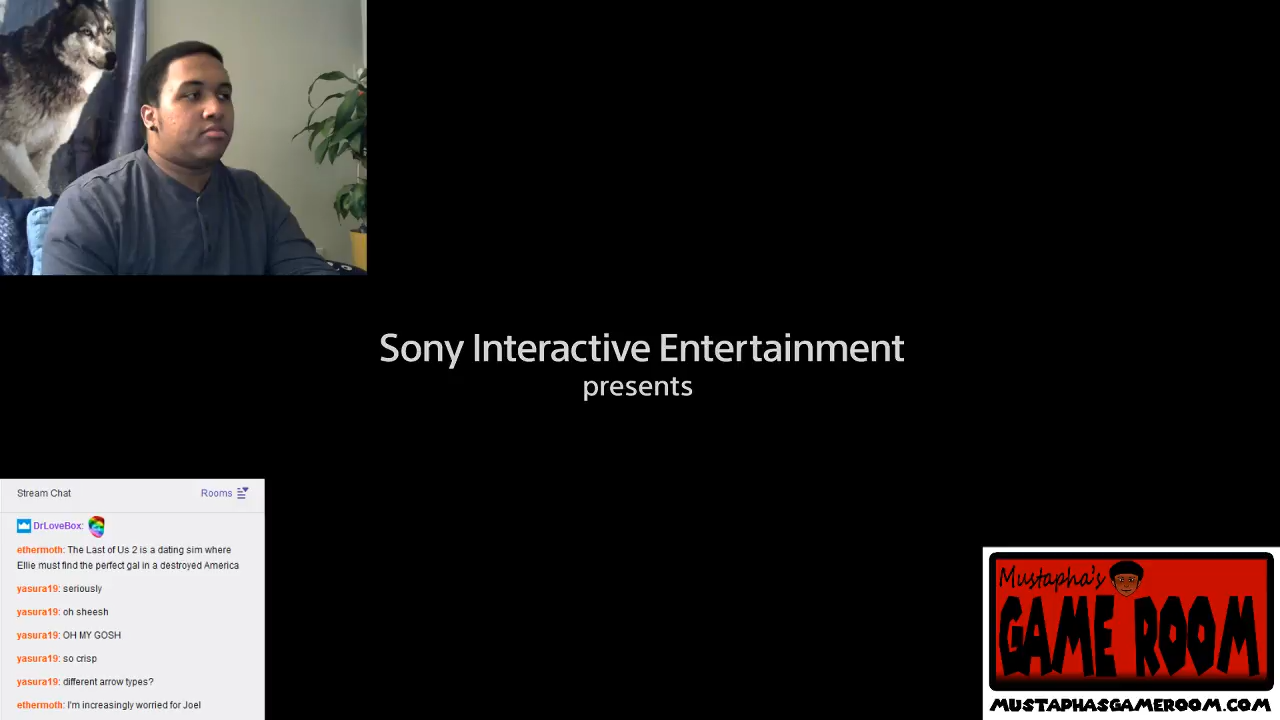 Sony Interactive Entertainment
presents
Stream Chat
Rooms
DrLoveBox:
ethermoth: The Last of Us 2 is a dating sim where
Ellie must find the perfect gal in a destroyed America
yasura19: seriously
yasura19: oh sheesh
yasura19: OH MY GOSH
yasura19: so crisp
yasura19: different arrow types?
ethermoth: I'm increasingly worried for Joel
Mustapha's
GAME ROOM
MUSTAPHASGAMEROOM.COM